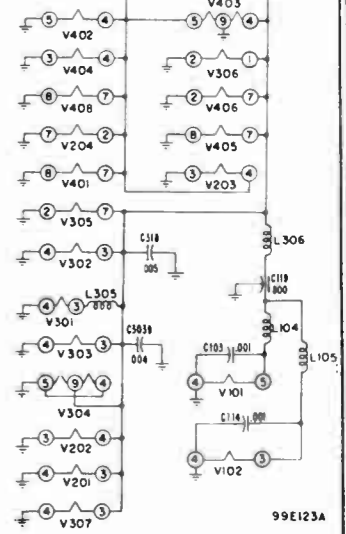 V403
5 4 5 9 4
V402
3 4 2 1
V404 V306
8 7 2 7
V408 V406
7 2 8 7
V204 V405
8 7 3 4
V401 V203
2 7
V305
L306
4 3 C318
V302 .005
C119
800
L305
4 3
V301
L104
4 3 C3039
V303 .004
C103 .001
L105
5 9 4
V304
4 5
V101
C114 .001
3 4
V202
4 3
V201
4 3
V102
4 3
V307
99E123A